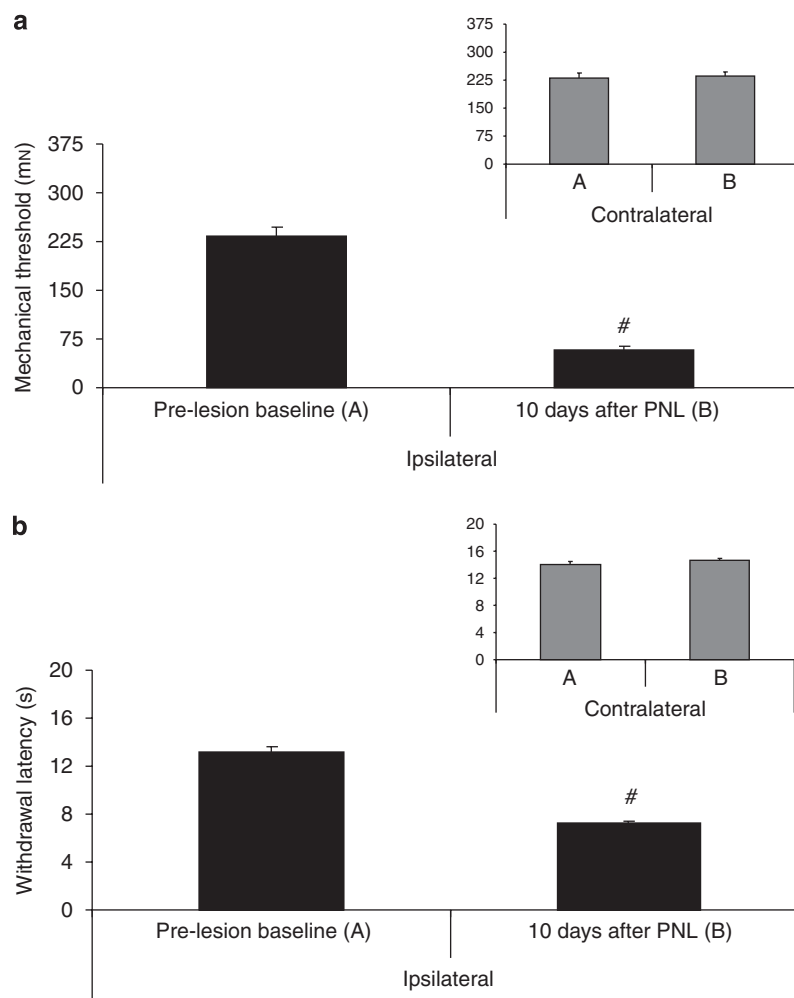 a
375
300
225
150
75
0
A B
Contralateral
Mechanical threshold (mN)
375
300
225
150
75
0
#
Pre-lesion baseline (A) 10 days after PNL (B)
Ipsilateral
b
20
16
12
8
4
0
A B
Contralateral
Withdrawal latency (s)
20
16
12
8
4
0
#
Pre-lesion baseline (A) 10 days after PNL (B)
Ipsilateral